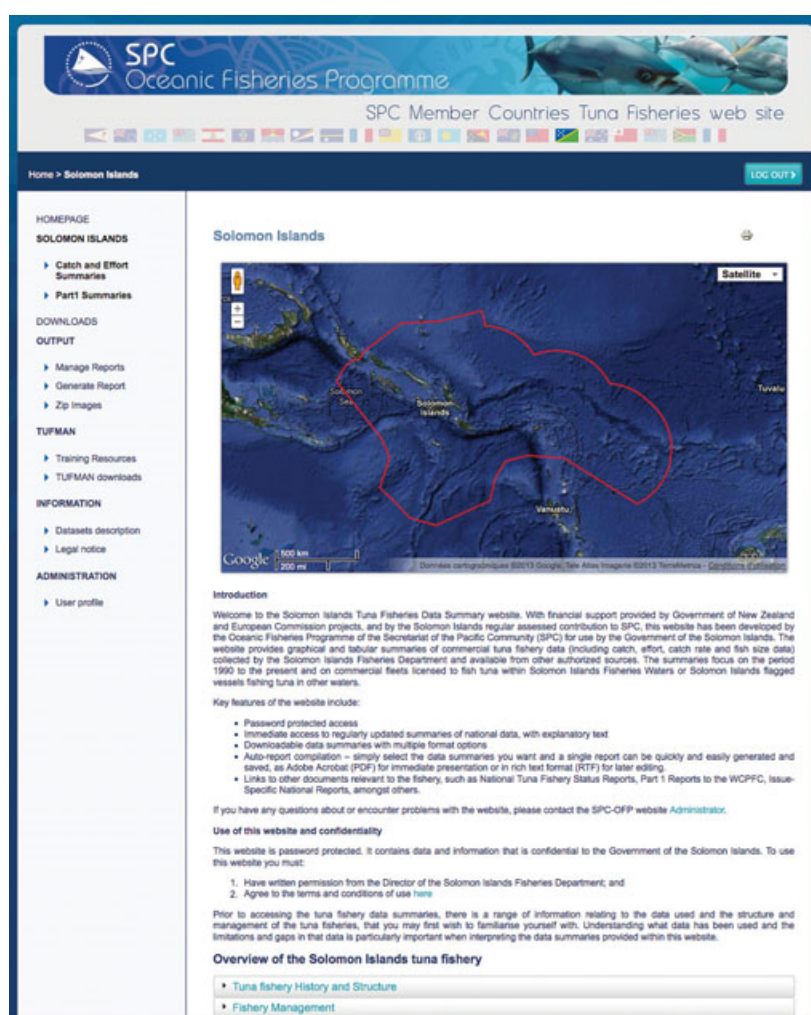 SPC
Oceanic Fisheries Programme
SPC Member Countries Tuna Fisheries web site
Home > Solomon Islands
LOG OUT
HOMEPAGE
SOLOMON ISLANDS
Catch and Effort
Summaries
Part1 Summaries
DOWNLOADS
OUTPUT
Manage Reports
Generate Report
Zip Images
TUFMAN
Training Resources
TUFMAN downloads
INFORMATION
Datasets description
Legal notice
ADMINISTRATION
User profile
Solomon Islands
Satellite
Solomon
Sea
Solomon
Islands
Tuvalu
Vanuatu
Google
500 km
200 mi
Données cartographiques ©2013 Google, Tele Atlas Imagerie ©2013 TerraMetrics - Conditions d'utilisation
Introduction
Welcome to the Solomon Islands Tuna Fisheries Data Summary website. With financial support provided by Government of New Zealand
and European Commission projects, and by the Solomon Islands regular assessed contribution to SPC, this website has been developed by
the Oceanic Fisheries Programme of the Secretariat of the Pacific Community (SPC) for use by the Government of the Solomon Islands. The
website provides graphical and tabular summaries of commercial tuna fishery data (including catch, effort, catch rate and fish size data)
collected by the Solomon Islands Fisheries Department and available from other authorized sources. The summaries focus on the period
1990 to the present and on commercial fleets licensed to fish tuna within Solomon Islands Fisheries Waters or Solomon Islands flagged
vessels fishing tuna in other waters.
Key features of the website include:
Password protected access
Immediate access to regularly updated summaries of national data, with explanatory text
Downloadable data summaries with multiple format options
Auto-report compilation – simply select the data summaries you want and a single report can be quickly and easily generated and
saved, as Adobe Acrobat (PDF) for immediate presentation or in rich text format (RTF) for later editing.
Links to other documents relevant to the fishery, such as National Tuna Fishery Status Reports, Part 1 Reports to the WCPFC, Issue-
Specific National Reports, amongst others.
If you have any questions about or encounter problems with the website, please contact the SPC-OFP website Administrator.
Use of this website and confidentiality
This website is password protected. It contains data and information that is confidential to the Government of the Solomon Islands. To use
this website you must:
1. Have written permission from the Director of the Solomon Islands Fisheries Department; and
2. Agree to the terms and conditions of use here
Prior to accessing the tuna fishery data summaries, there is a range of information relating to the data used and the structure and
management of the tuna fisheries, that you may first wish to familiarise yourself with. Understanding what data has been used and the
limitations and gaps in that data is particularly important when interpreting the data summaries provided within this website.
Overview of the Solomon Islands tuna fishery
Tuna fishery History and Structure
Fishery Management